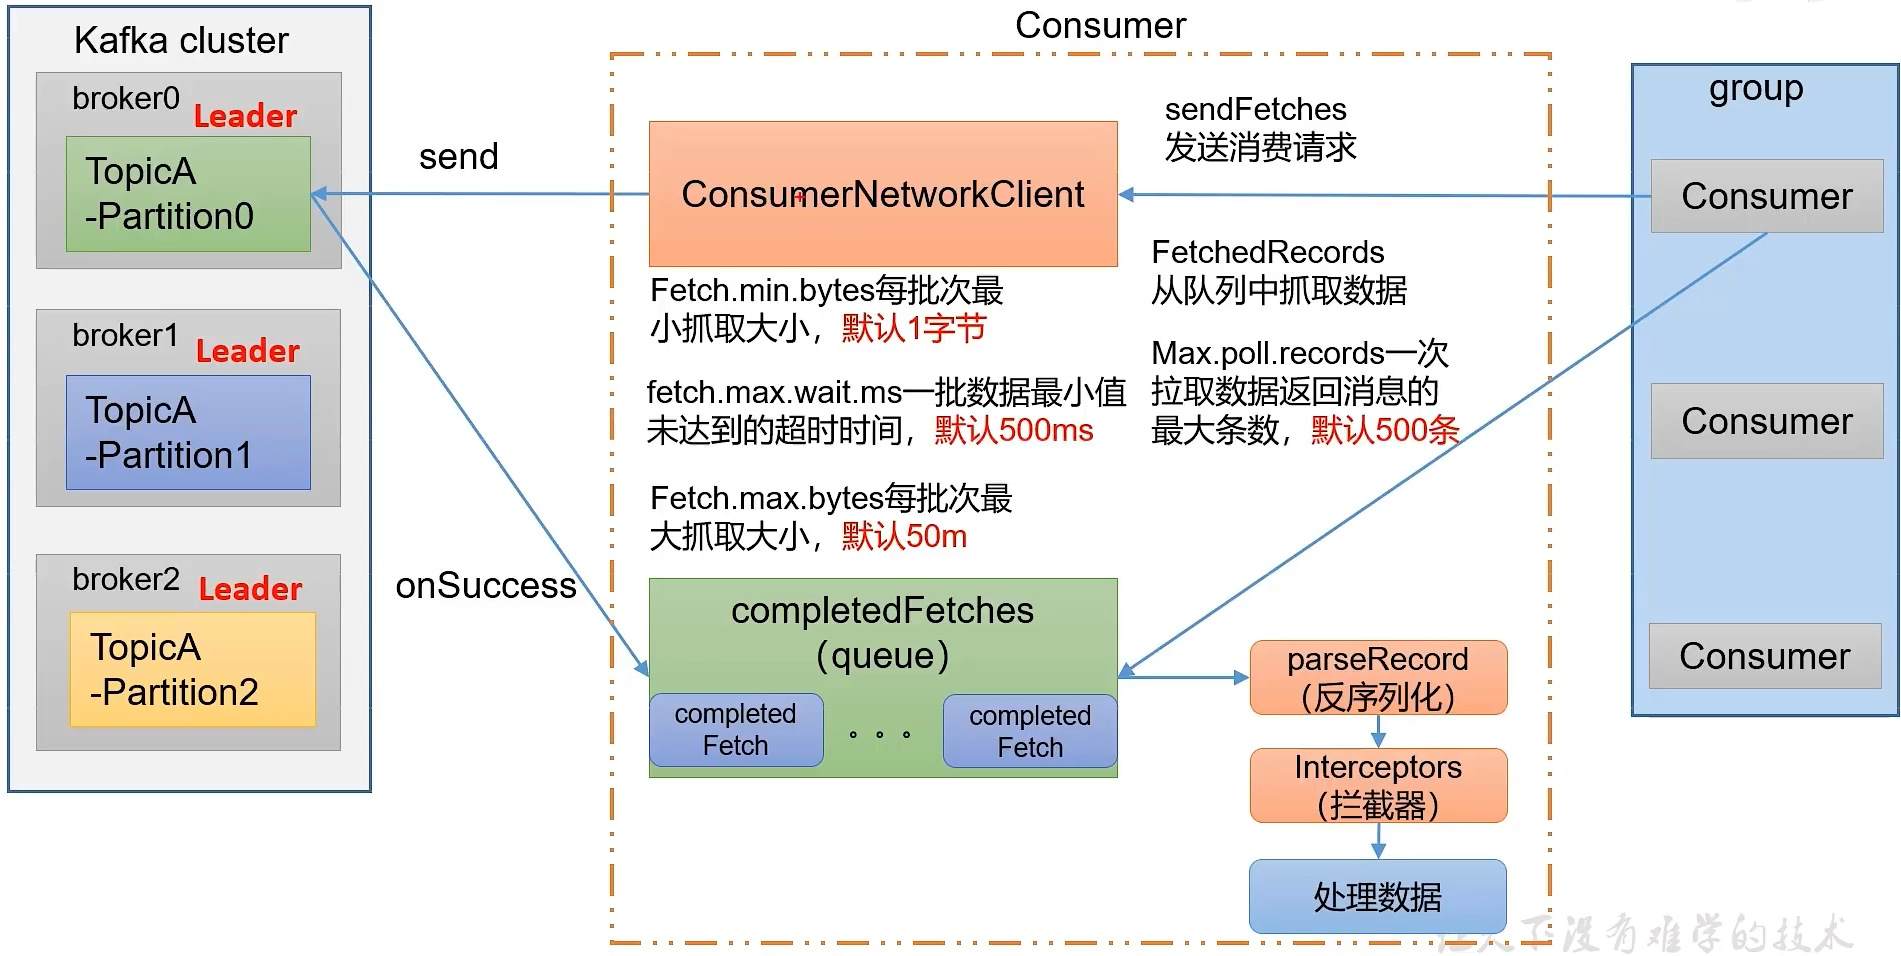 Kafka cluster
broker0
Leader
TopicA
-Partition0
broker1
Leader
TopicA
-Partition1
broker2
Leader
TopicA
-Partition2
send
onSuccess
Consumer
ConsumerNetworkClient
Fetch.min.bytes每批次最
小抓取大小，默认1字节
fetch.max.wait.ms一批数据最小值
未达到的超时时间，默认500ms
Fetch.max.bytes每批次最
大抓取大小，默认50m
completedFetches
（queue）
completed
Fetch
。。。
completed
Fetch
sendFetches
发送消费请求
FetchedRecords
从队列中抓取数据
Max.poll.records一次
拉取数据返回消息的
最大条数，默认500条
parseRecord
（反序列化）
Interceptors
（拦截器）
处理数据
group
Consumer
Consumer
Consumer
让天下没有难学的技术